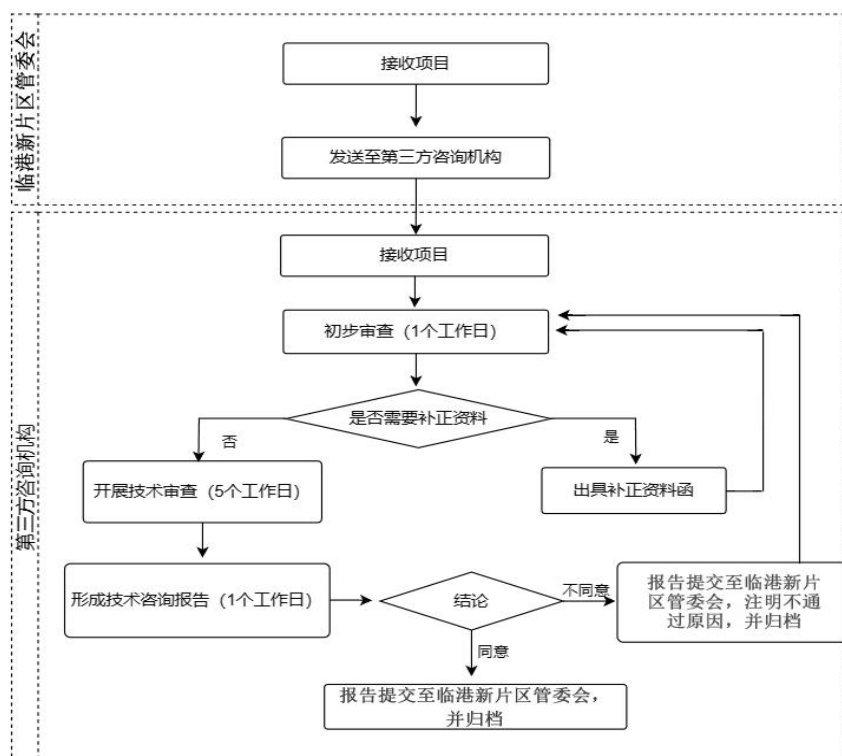 临港新片区管委会
接收项目
发送至第三方咨询机构
第三方咨询机构
接收项目
初步审查（1个工作日）
是否需要补正资料
否
是
开展技术审查（5个工作日）
出具补正资料函
形成技术咨询报告（1个工作日）
结论
不同意
报告提交至临港新片
区管委会，注明不通
过原因，并归档
同意
报告提交至临港新片区管委会，
并归档